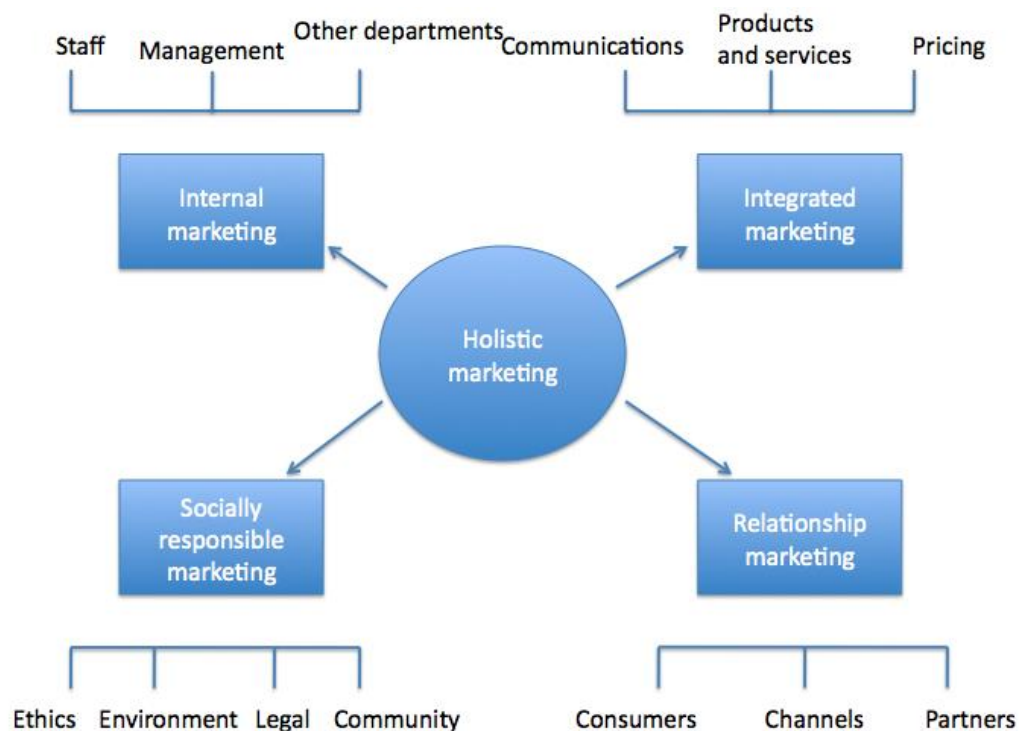 Staff
Management
Other departments
Communications
Products
and services
Pricing
Internal
marketing
Integrated
marketing
Holistic
marketing
Socially
responsible
marketing
Relationship
marketing
Ethics
Environment
Legal
Community
Consumers
Channels
Partners